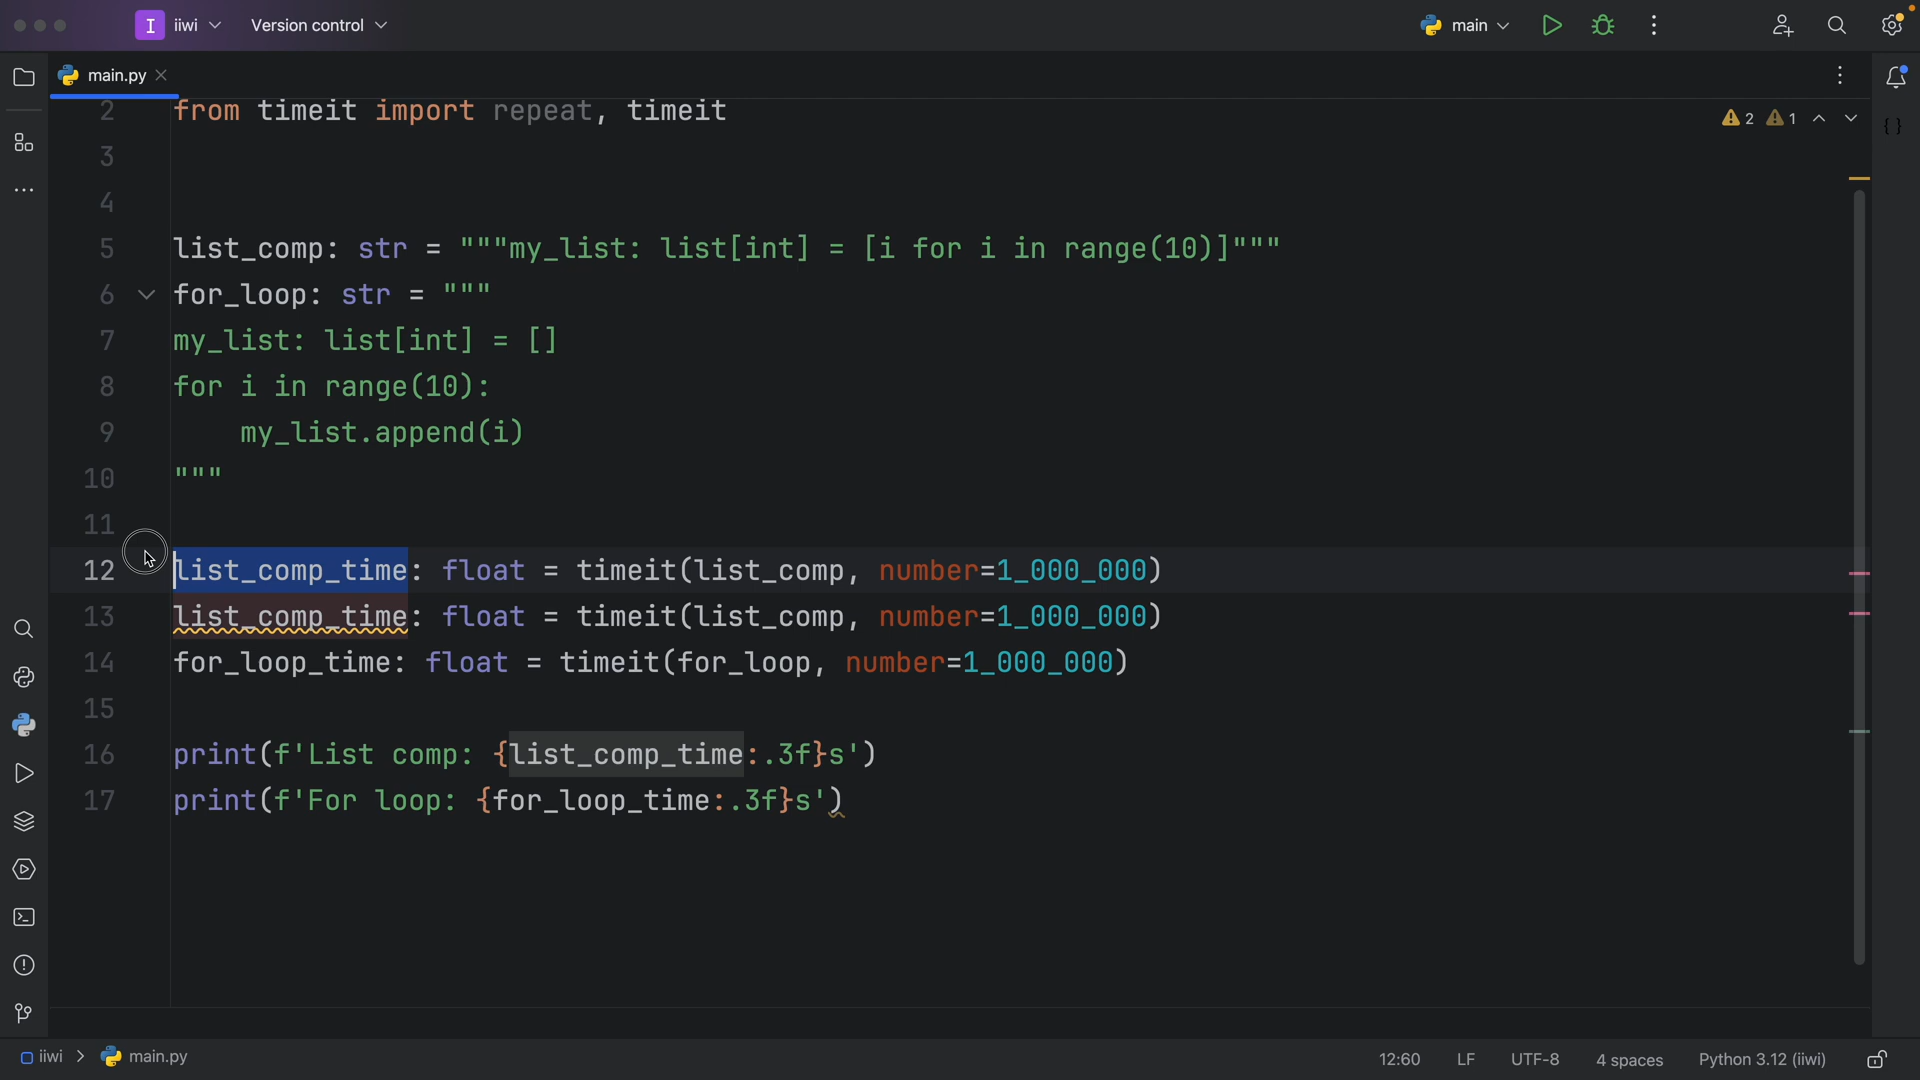 I iiwi Version control main
main.py
2 from timeit import repeat, timeit
2 1
3
4
5 list_comp: str = """my_list: list[int] = [i for i in range(10)]"""
6 for_loop: str = """
7 my_list: list[int] = []
8 for i in range(10):
9     my_list.append(i)
10 """
11
12 list_comp_time: float = timeit(list_comp, number=1_000_000)
13 list_comp_time: float = timeit(list_comp, number=1_000_000)
14 for_loop_time: float = timeit(for_loop, number=1_000_000)
15
16 print(f'List comp: {list_comp_time:.3f}s')
17 print(f'For loop: {for_loop_time:.3f}s')
iiwi > main.py 12:60 LF UTF-8 4 spaces Python 3.12 (iiwi)